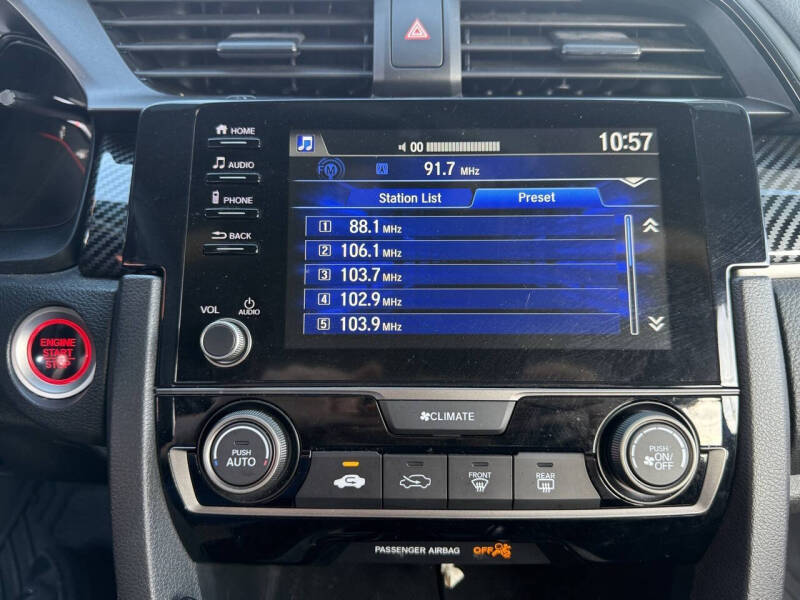 HOME
00
10:57
AUDIO
FM
91.7 MHz
PHONE
Station List
Preset
BACK
1 88.1 MHz
2 106.1 MHz
3 103.7 MHz
4 102.9 MHz
5 103.9 MHz
VOL
AUDIO
ENGINE
START
STOP
CLIMATE
PUSH
AUTO
FRONT
REAR
PUSH
ON/
OFF
PASSENGER AIRBAG OFF